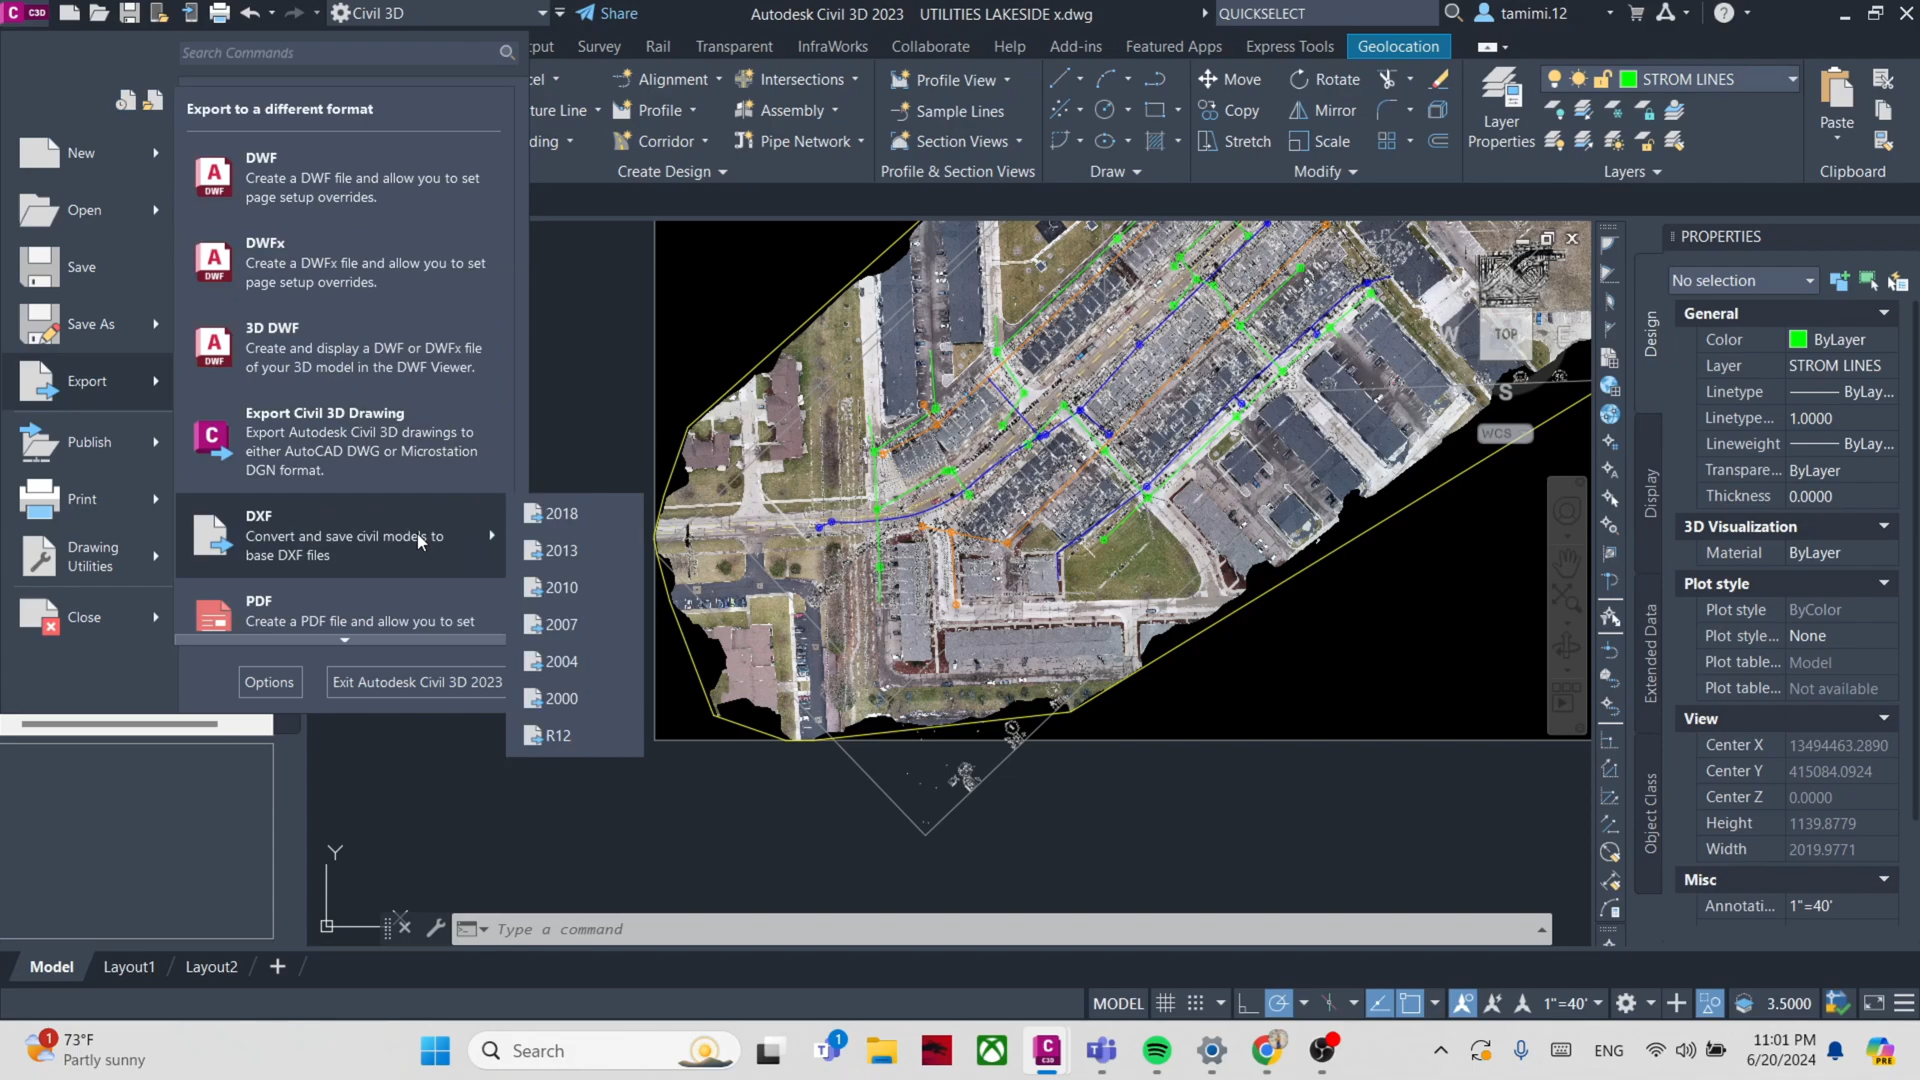 C3D
Civil 3D
Share
Autodesk Civil 3D 2023
UTILITIES LAKESIDE x.dwg
QUICKSELECT
tamimi.12
Search Commands
Survey
Rail
Transparent
InfraWorks
Collaborate
Help
Add-ins
Featured Apps
Express Tools
Geolocation
Alignment
Intersections
Profile View
Move
Rotate
STROM LINES
Profile
Assembly
Sample Lines
Copy
Mirror
Corridor
Pipe Network
Section Views
Stretch
Scale
Layer
Properties
Paste
Create Design
Profile & Section Views
Draw
Modify
Layers
Clipboard
New
Open
Save
Save As
Export
Publish
Print
Drawing
Utilities
Close
Export to a different format
DWF
Create a DWF file and allow you to set
page setup overrides.
DWFx
Create a DWFx file and allow you to set
page setup overrides.
3D DWF
Create and display a DWF or DWFx file
of your 3D model in the DWF Viewer.
Export Civil 3D Drawing
Export Autodesk Civil 3D drawings to
either AutoCAD DWG or Microstation
DGN format.
DXF
Convert and save civil models to
base DXF files
PDF
Create a PDF file and allow you to set
Options
Exit Autodesk Civil 3D 2023
2018
2013
2010
2007
2004
2000
R12
TOP
W
E
S
WCS
PROPERTIES
No selection
Design
Display
Extended Data
Object Class
General
Color
ByLayer
Layer
STROM LINES
Linetype
ByLay...
Linetype...
1.0000
Lineweight
ByLay...
Transpare...
ByLayer
Thickness
0.0000
3D Visualization
Material
ByLayer
Plot style
Plot style
ByColor
Plot style...
None
Plot table...
Model
Plot table...
Not available
View
Center X
13494463.2890
Center Y
415084.0924
Center Z
0.0000
Height
1139.8779
Width
2019.9771
Misc
Annotati...
1"=40'
Y
X
Type a command
Model
Layout1
Layout2
MODEL
1"=40'
3.5000
1
73°F
Partly sunny
Search
1
C3D
ENG
11:01 PM
6/20/2024
PRE